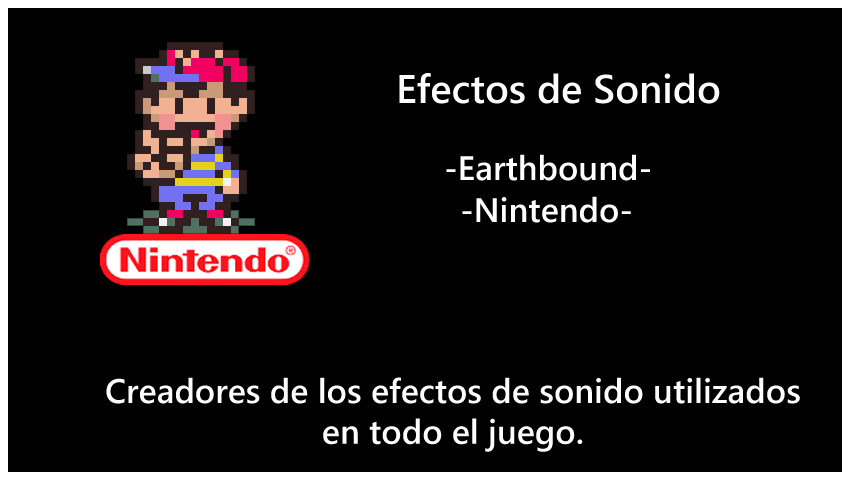 Efectos de Sonido
-Earthbound-
-Nintendo-
Nintendo®
Creadores de los efectos de sonido utilizados
en todo el juego.